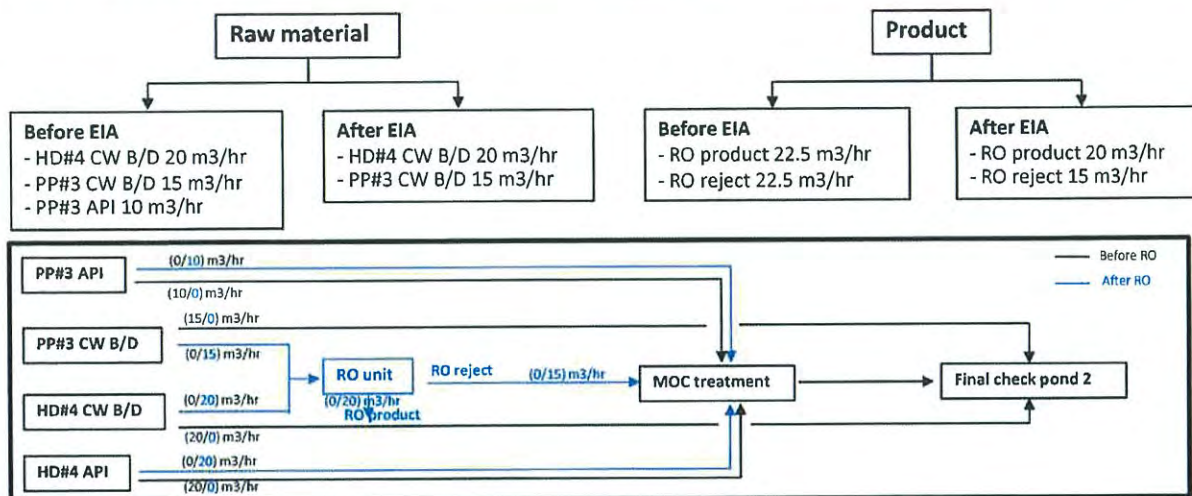 Raw material
Product
Before EIA
- HD#4 CW B/D 20 m3/hr
- PP#3 CW B/D 15 m3/hr
- PP#3 API 10 m3/hr
After EIA
- HD#4 CW B/D 20 m3/hr
- PP#3 CW B/D 15 m3/hr
Before EIA
- RO product 22.5 m3/hr
- RO reject 22.5 m3/hr
After EIA
- RO product 20 m3/hr
- RO reject 15 m3/hr
PP#3 API
(0/10) m3/hr
(10/0) m3/hr
Before RO
After RO
(15/0) m3/hr
PP#3 CW B/D
(0/15) m3/hr
RO unit
RO reject
(0/15) m3/hr
MOC treatment
Final check pond 2
HD#4 CW B/D
(0/20) m3/hr
(0/20) m3/hr
RO product
(20/0) m3/hr
HD#4 API
(0/20) m3/hr
(20/0) m3/hr